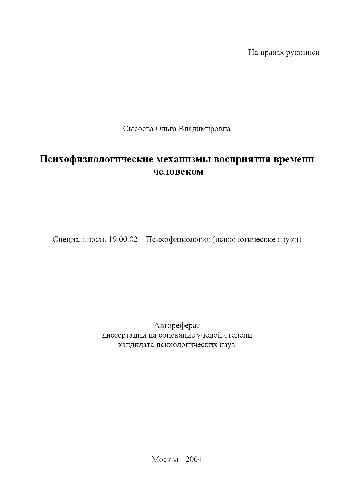 На правах рукописи
Сысоева Ольга Владимировна
Психофизиологические механизмы восприятия времени
человеком
Специальность 19.00.02 – Психофизиология (психологические науки)
Автореферат
диссертации на соискание ученой степени
кандидата психологических наук
Москва - 2004